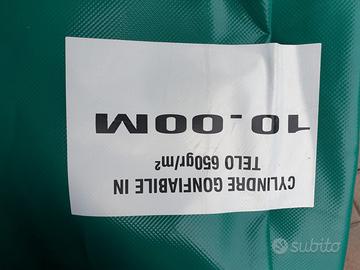 CYLINDRE GONFIABILE IN
TELO 650gr/m²
10.00M
subito